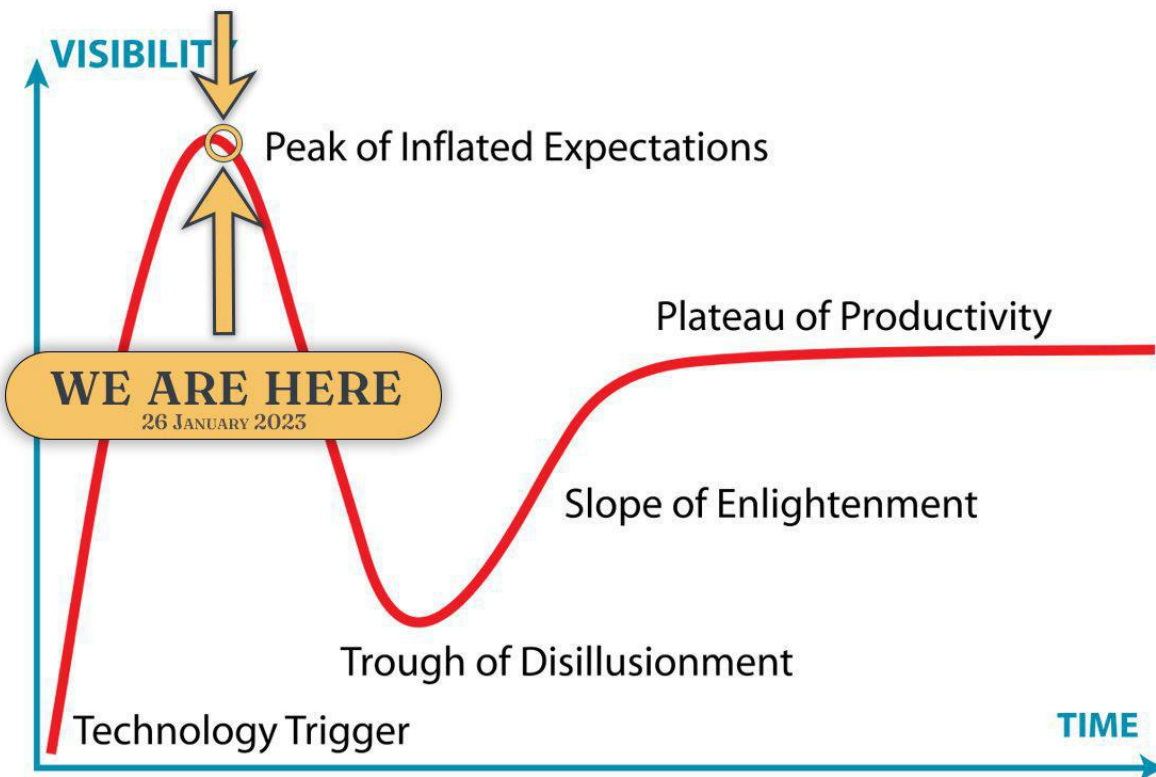 VISIBILITY
Peak of Inflated Expectations
Plateau of Productivity
WE ARE HERE
26 January 2023
Slope of Enlightenment
Trough of Disillusionment
Technology Trigger
TIME